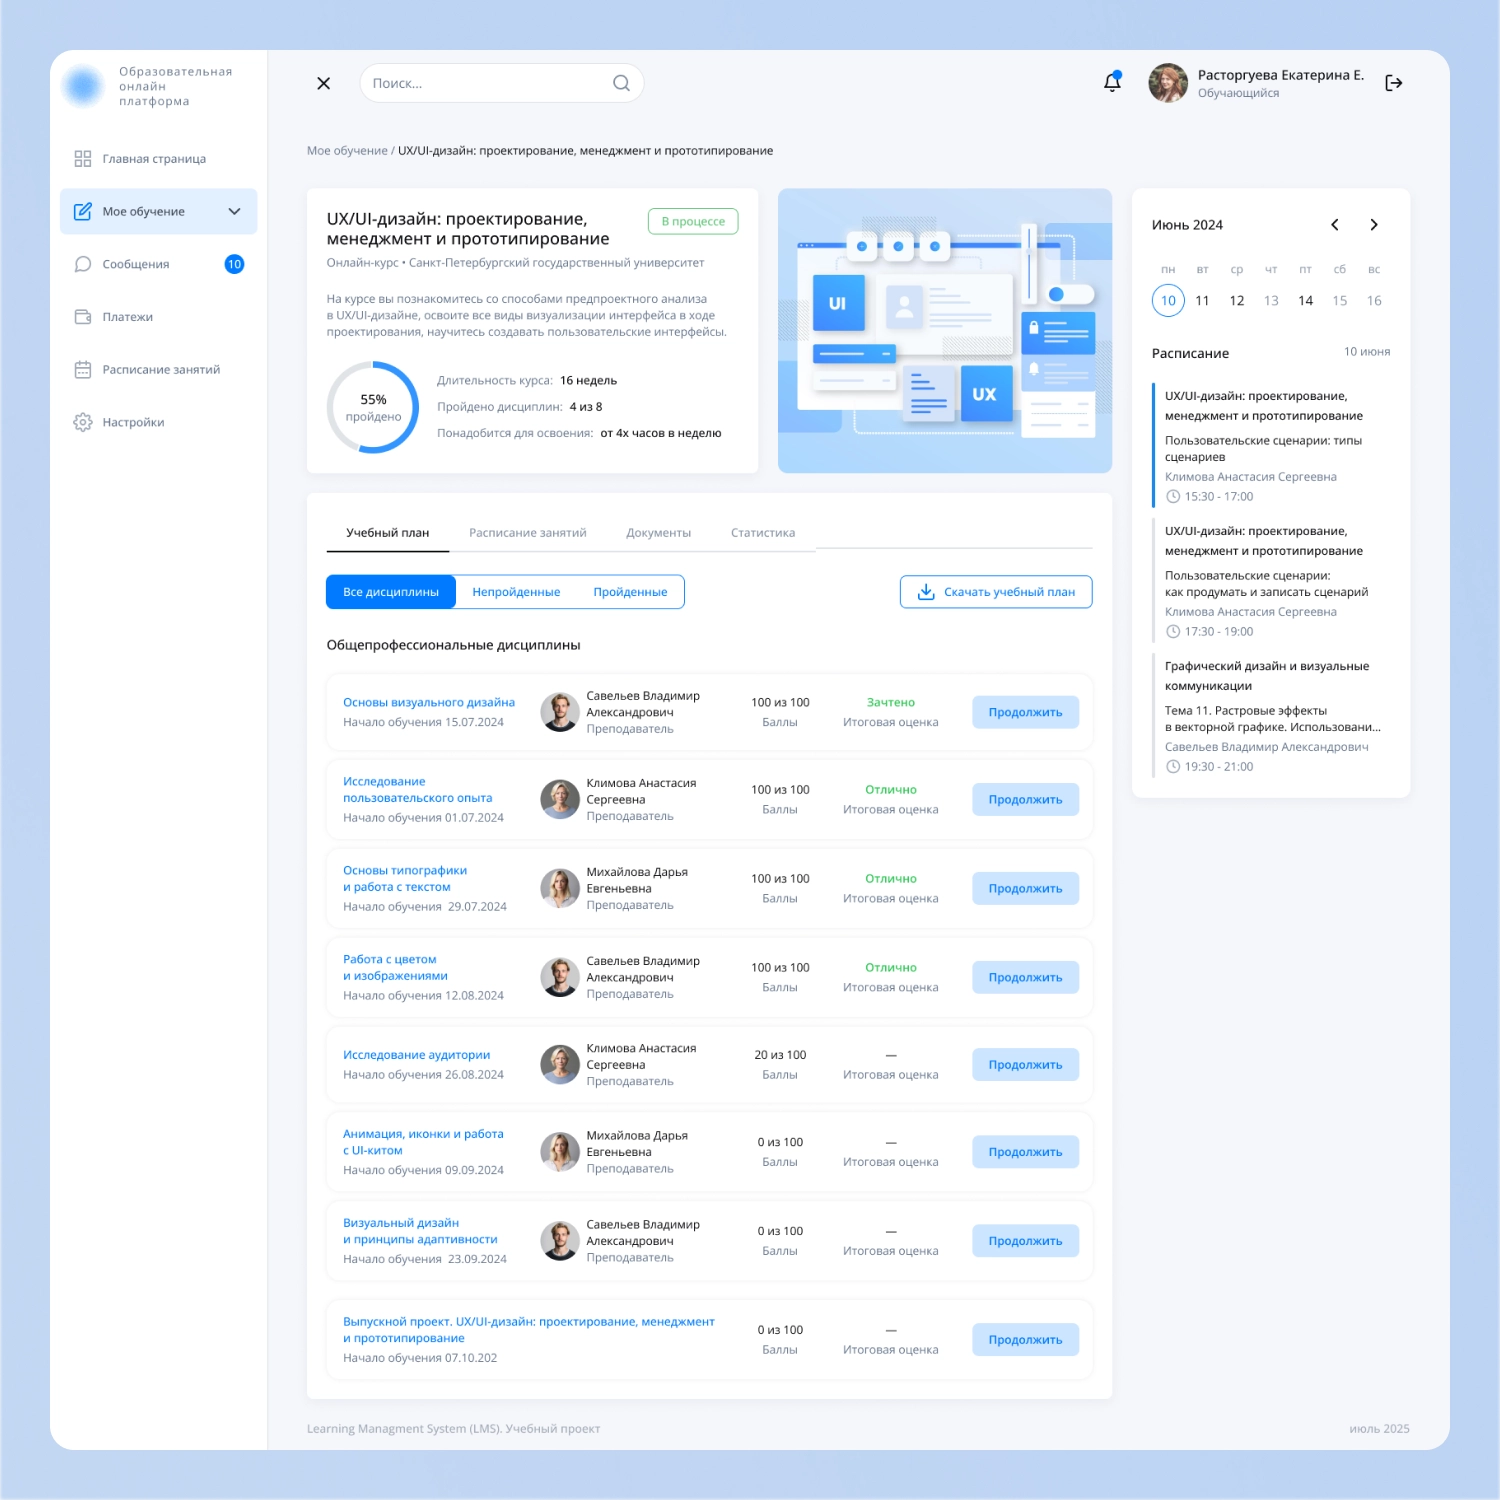 Образовательная
онлайн
платформа
Главная страница
Мое обучение
Сообщения
10
Платежи
Расписание занятий
Настройки
Поиск...
Расторгуева Екатерина Е.
Обучающийся
Мое обучение / UX/UI-дизайн: проектирование, менеджмент и прототипирование
UX/UI-дизайн: проектирование,
менеджмент и прототипирование
В процессе
Онлайн-курс • Санкт-Петербургский государственный университет
На курсе вы познакомитесь со способами предпроектного анализа
в UX/UI-дизайне, освоите все виды визуализации интерфейса в ходе
проектирования, научитесь создавать пользовательские интерфейсы.
55%
пройдено
Длительность курса: 16 недель
Пройдено дисциплин: 4 из 8
Понадобится для освоения: от 4х часов в неделю
UI
UX
Июнь 2024
пн вт ср чт пт сб вс
10 11 12 13 14 15 16
Расписание
10 июня
UX/UI-дизайн: проектирование,
менеджмент и прототипирование
Пользовательские сценарии: типы
сценариев
Климова Анастасия Сергеевна
15:30 - 17:00
UX/UI-дизайн: проектирование,
менеджмент и прототипирование
Пользовательские сценарии:
как продумать и записать сценарий
Климова Анастасия Сергеевна
17:30 - 19:00
Графический дизайн и визуальные
коммуникации
Тема 11. Растровые эффекты
в векторной графике. Использовани...
Савельев Владимир Александрович
19:30 - 21:00
Учебный план
Расписание занятий
Документы
Статистика
Все дисциплины
Непройденные
Пройденные
Скачать учебный план
Общепрофессиональные дисциплины
Основы визуального дизайна
Начало обучения 15.07.2024
Савельев Владимир
Александрович
Преподаватель
100 из 100
Баллы
Зачтено
Итоговая оценка
Продолжить
Исследование
пользовательского опыта
Начало обучения 01.07.2024
Климова Анастасия
Сергеевна
Преподаватель
100 из 100
Баллы
Отлично
Итоговая оценка
Продолжить
Основы типографики
и работа с текстом
Начало обучения 29.07.2024
Михайлова Дарья
Евгеньевна
Преподаватель
100 из 100
Баллы
Отлично
Итоговая оценка
Продолжить
Работа с цветом
и изображениями
Начало обучения 12.08.2024
Савельев Владимир
Александрович
Преподаватель
100 из 100
Баллы
Отлично
Итоговая оценка
Продолжить
Исследование аудитории
Начало обучения 26.08.2024
Климова Анастасия
Сергеевна
Преподаватель
20 из 100
Баллы
—
Итоговая оценка
Продолжить
Анимация, иконки и работа
с UI-китом
Начало обучения 09.09.2024
Михайлова Дарья
Евгеньевна
Преподаватель
0 из 100
Баллы
—
Итоговая оценка
Продолжить
Визуальный дизайн
и принципы адаптивности
Начало обучения 23.09.2024
Савельев Владимир
Александрович
Преподаватель
0 из 100
Баллы
—
Итоговая оценка
Продолжить
Выпускной проект. UX/UI-дизайн: проектирование, менеджмент
и прототипирование
Начало обучения 07.10.202
0 из 100
Баллы
—
Итоговая оценка
Продолжить
Learning Managment System (LMS). Учебный проект
июль 2025